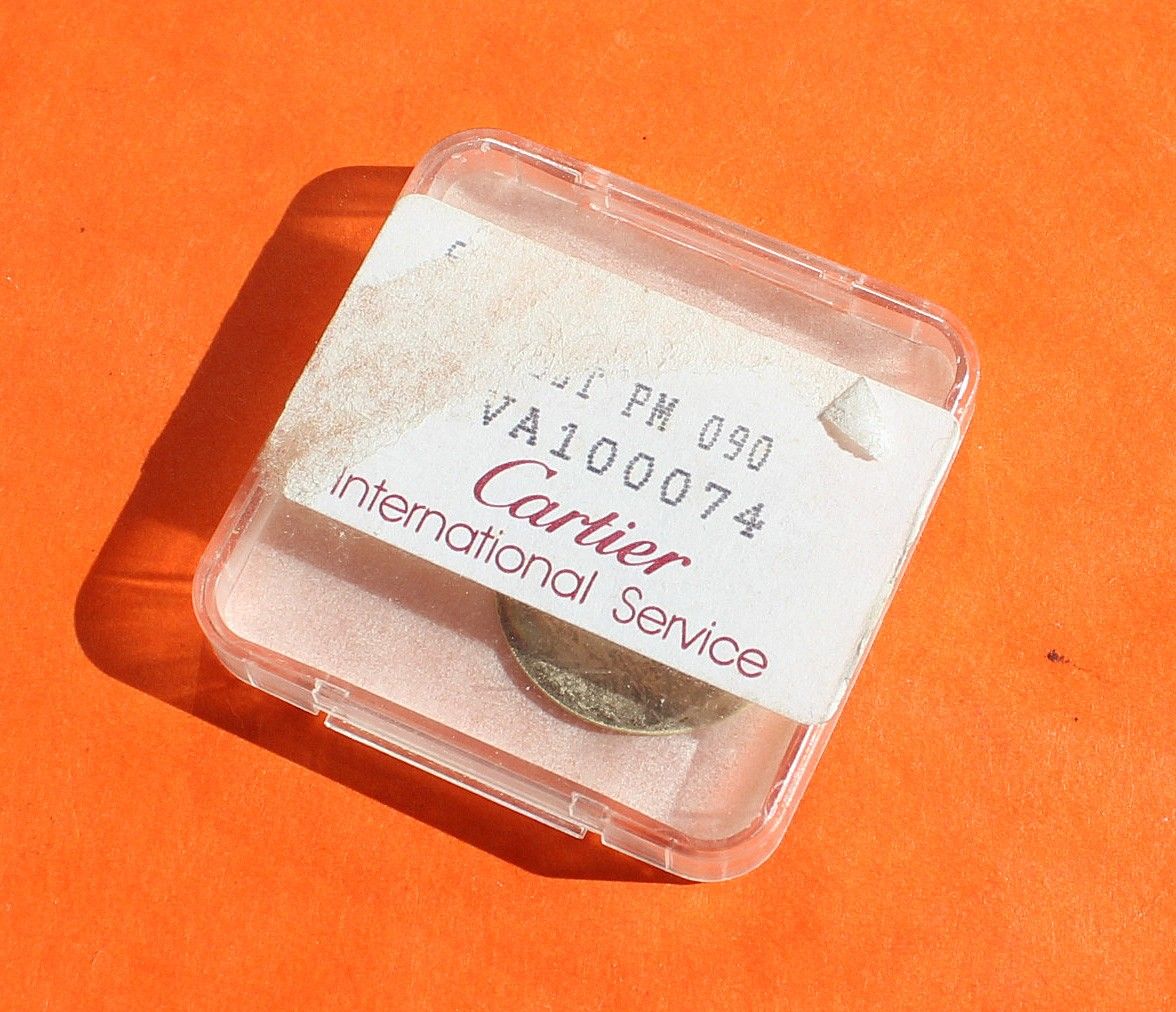 PM 090
VA100074
Cartier
International Service